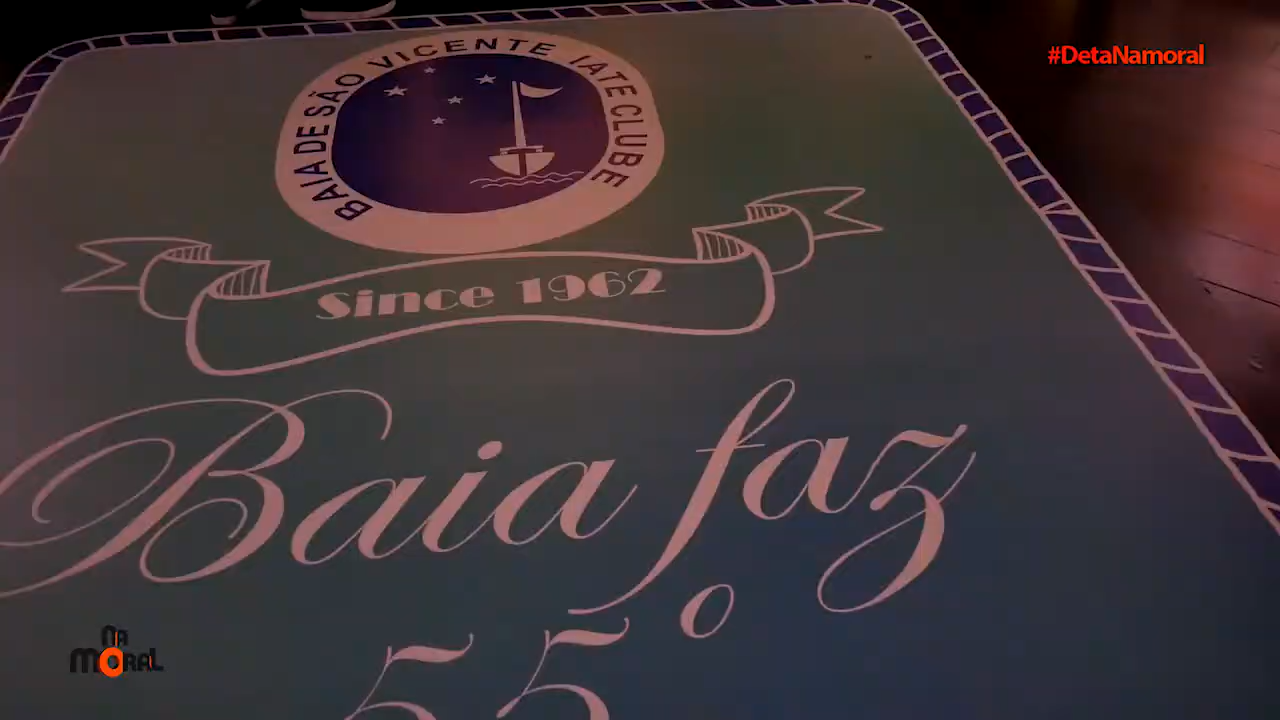 #DetaNamoral
BAIA DE SÃO VICENTE IATE CLUBE
Since 1962
Baia faz
55º
NA
MORAL